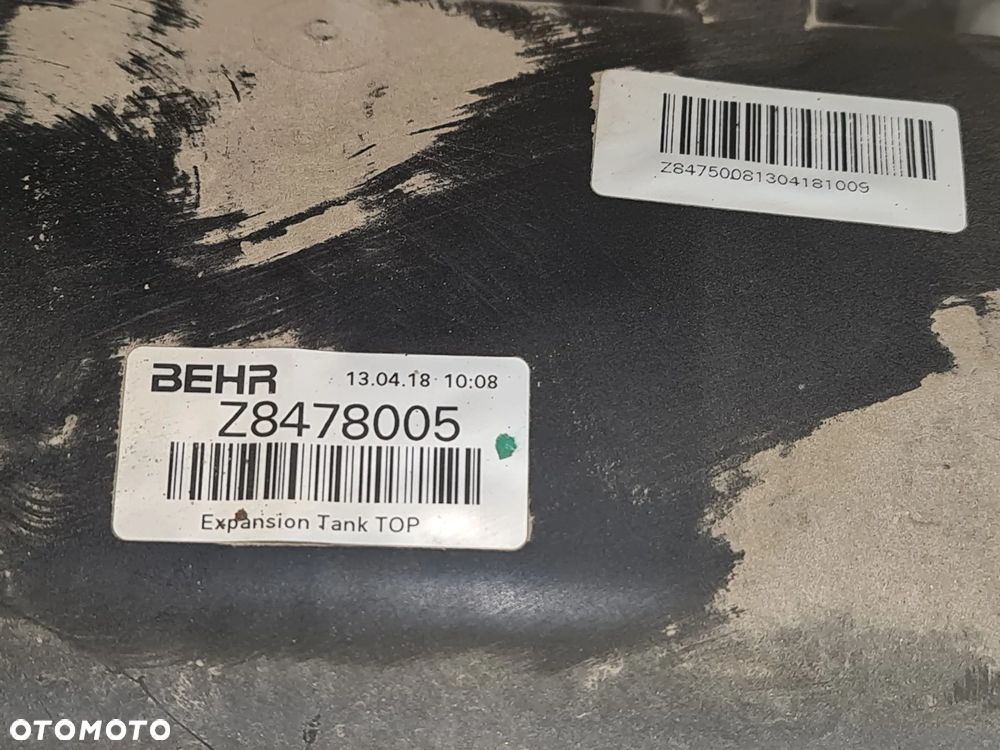 Z84750081304181009
BEHR 13.04.18 10:08
Z8478005
Expansion Tank TOP
OTOMOTO